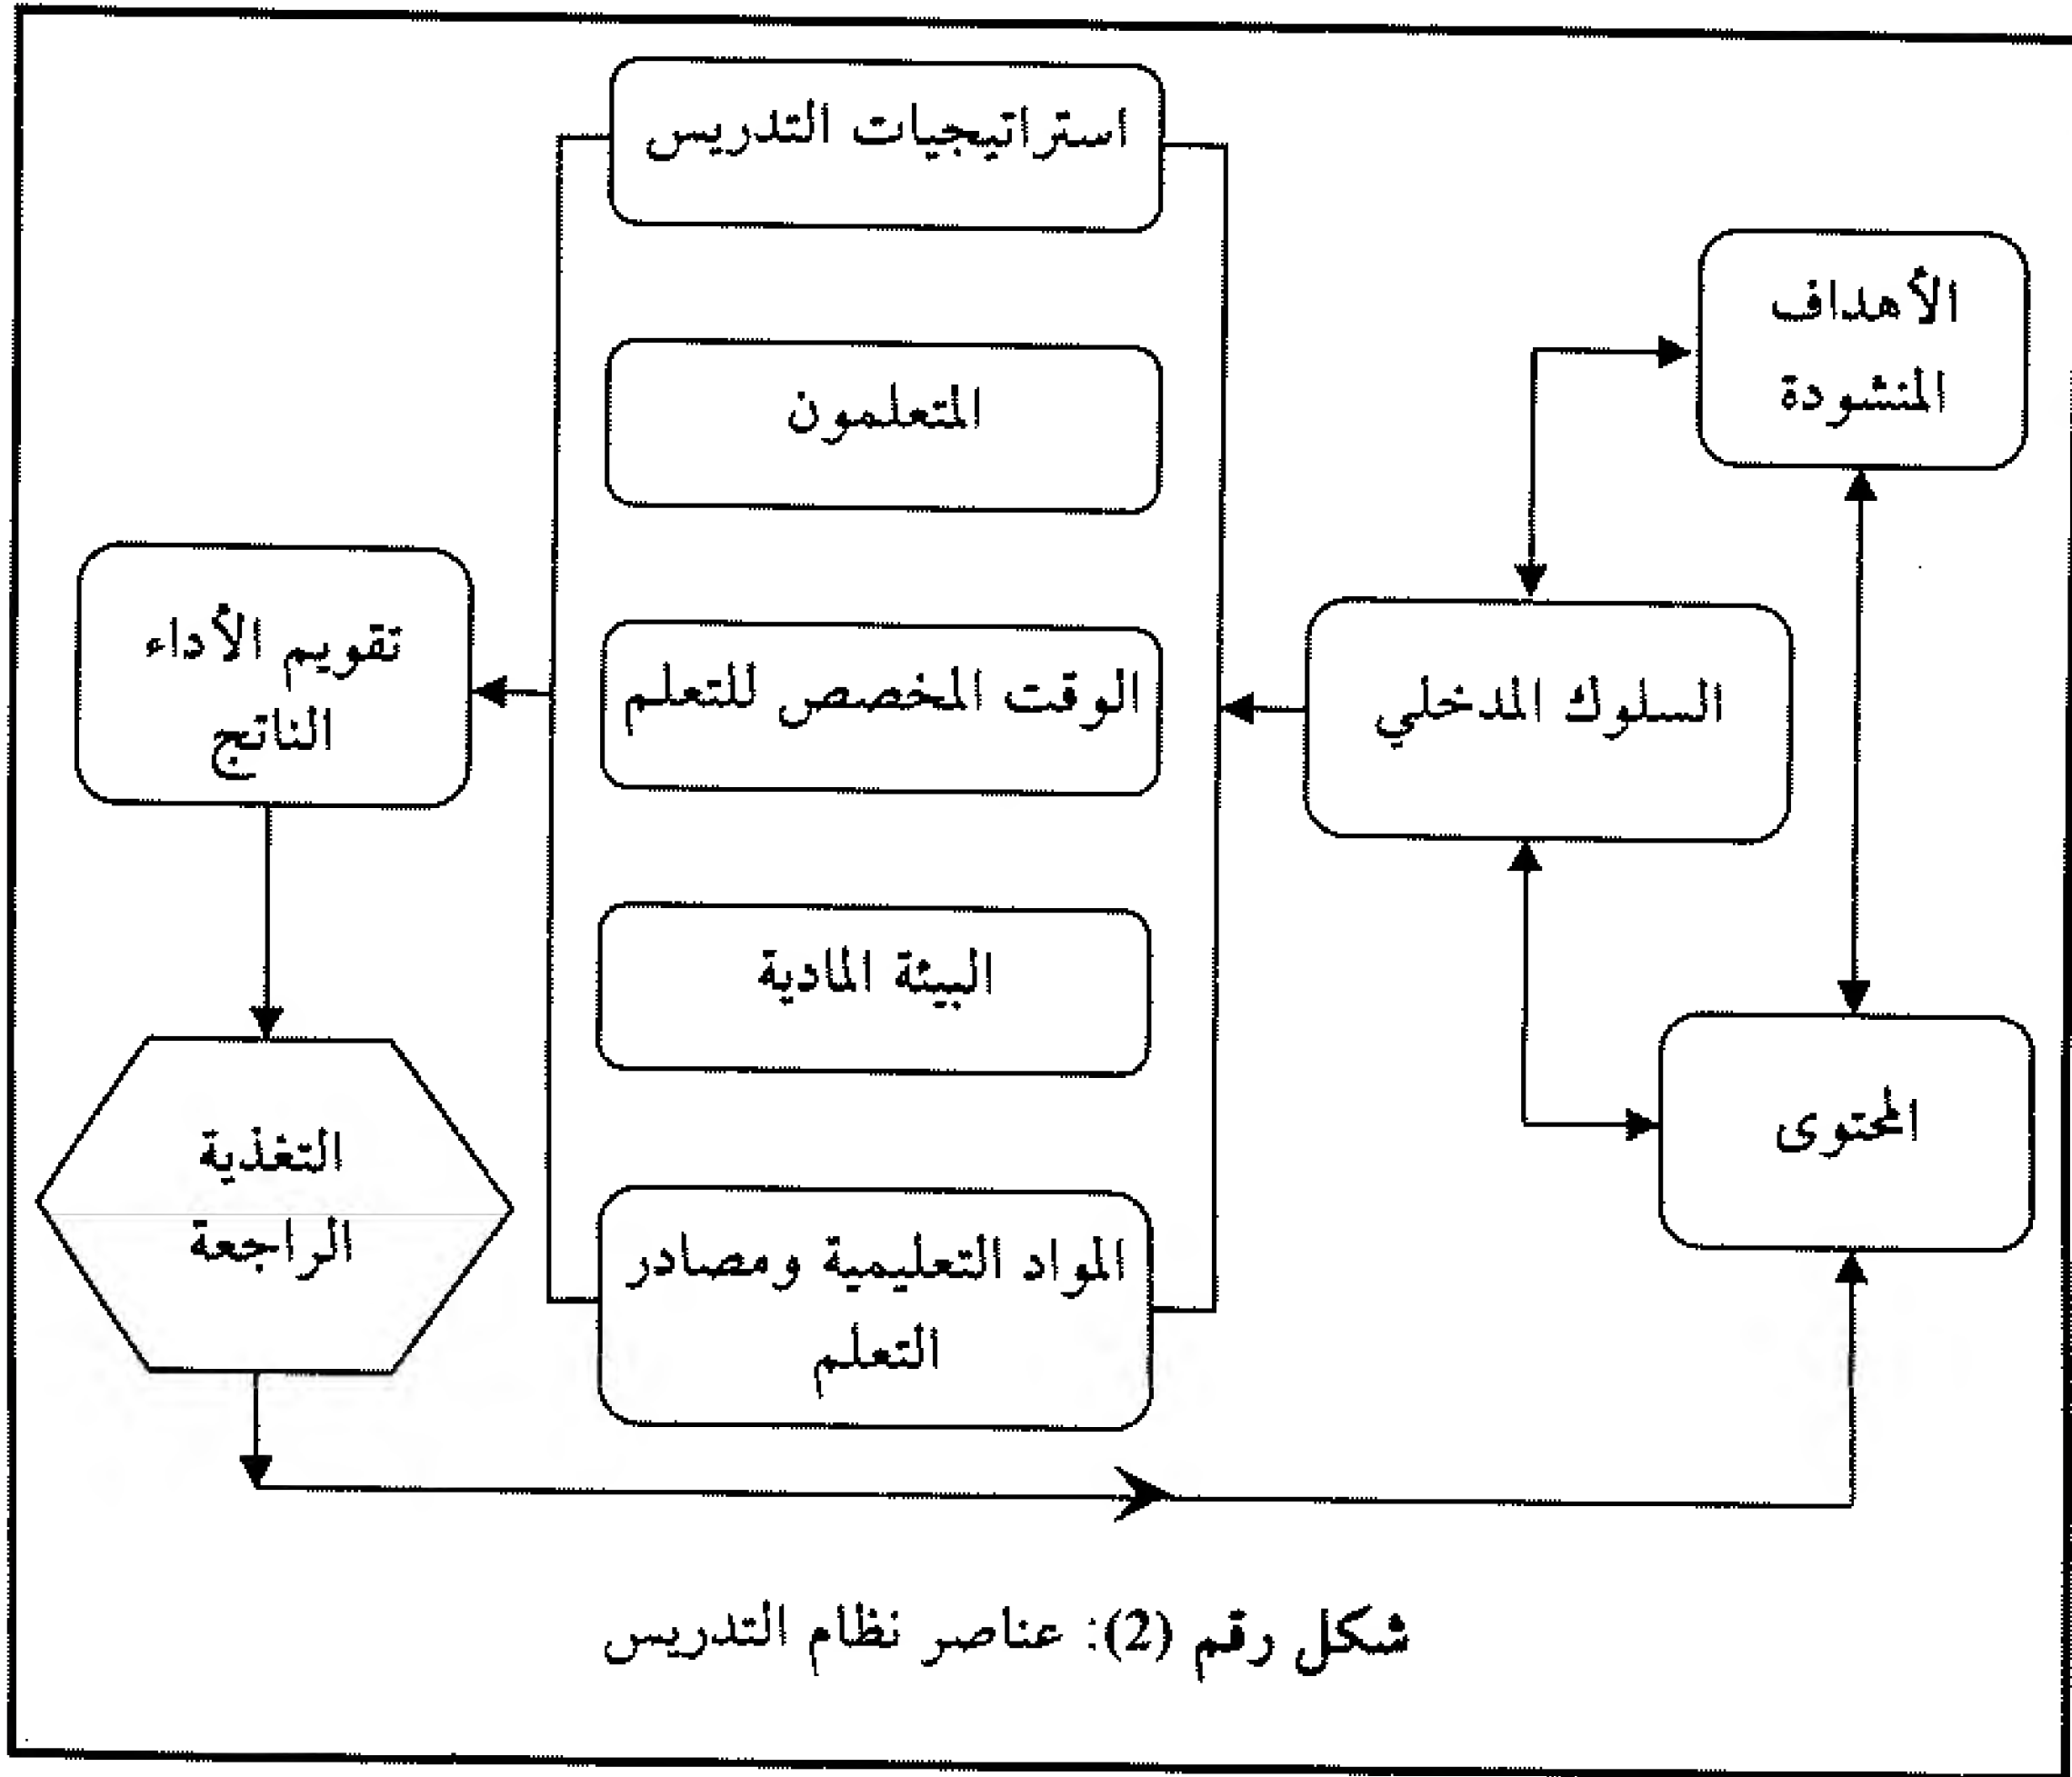 الأهداف
المنشودة
السلوك المدخلي
المحتوى
استراتيجيات التدريس
المتعلمون
الوقت المخصص للتعلم
البيئة المادية
المواد التعليمية ومصادر
التعلم
تقويم الأداء
الناتج
التغذية
الراجعة
شكل رقم (2): عناصر نظام التدريس